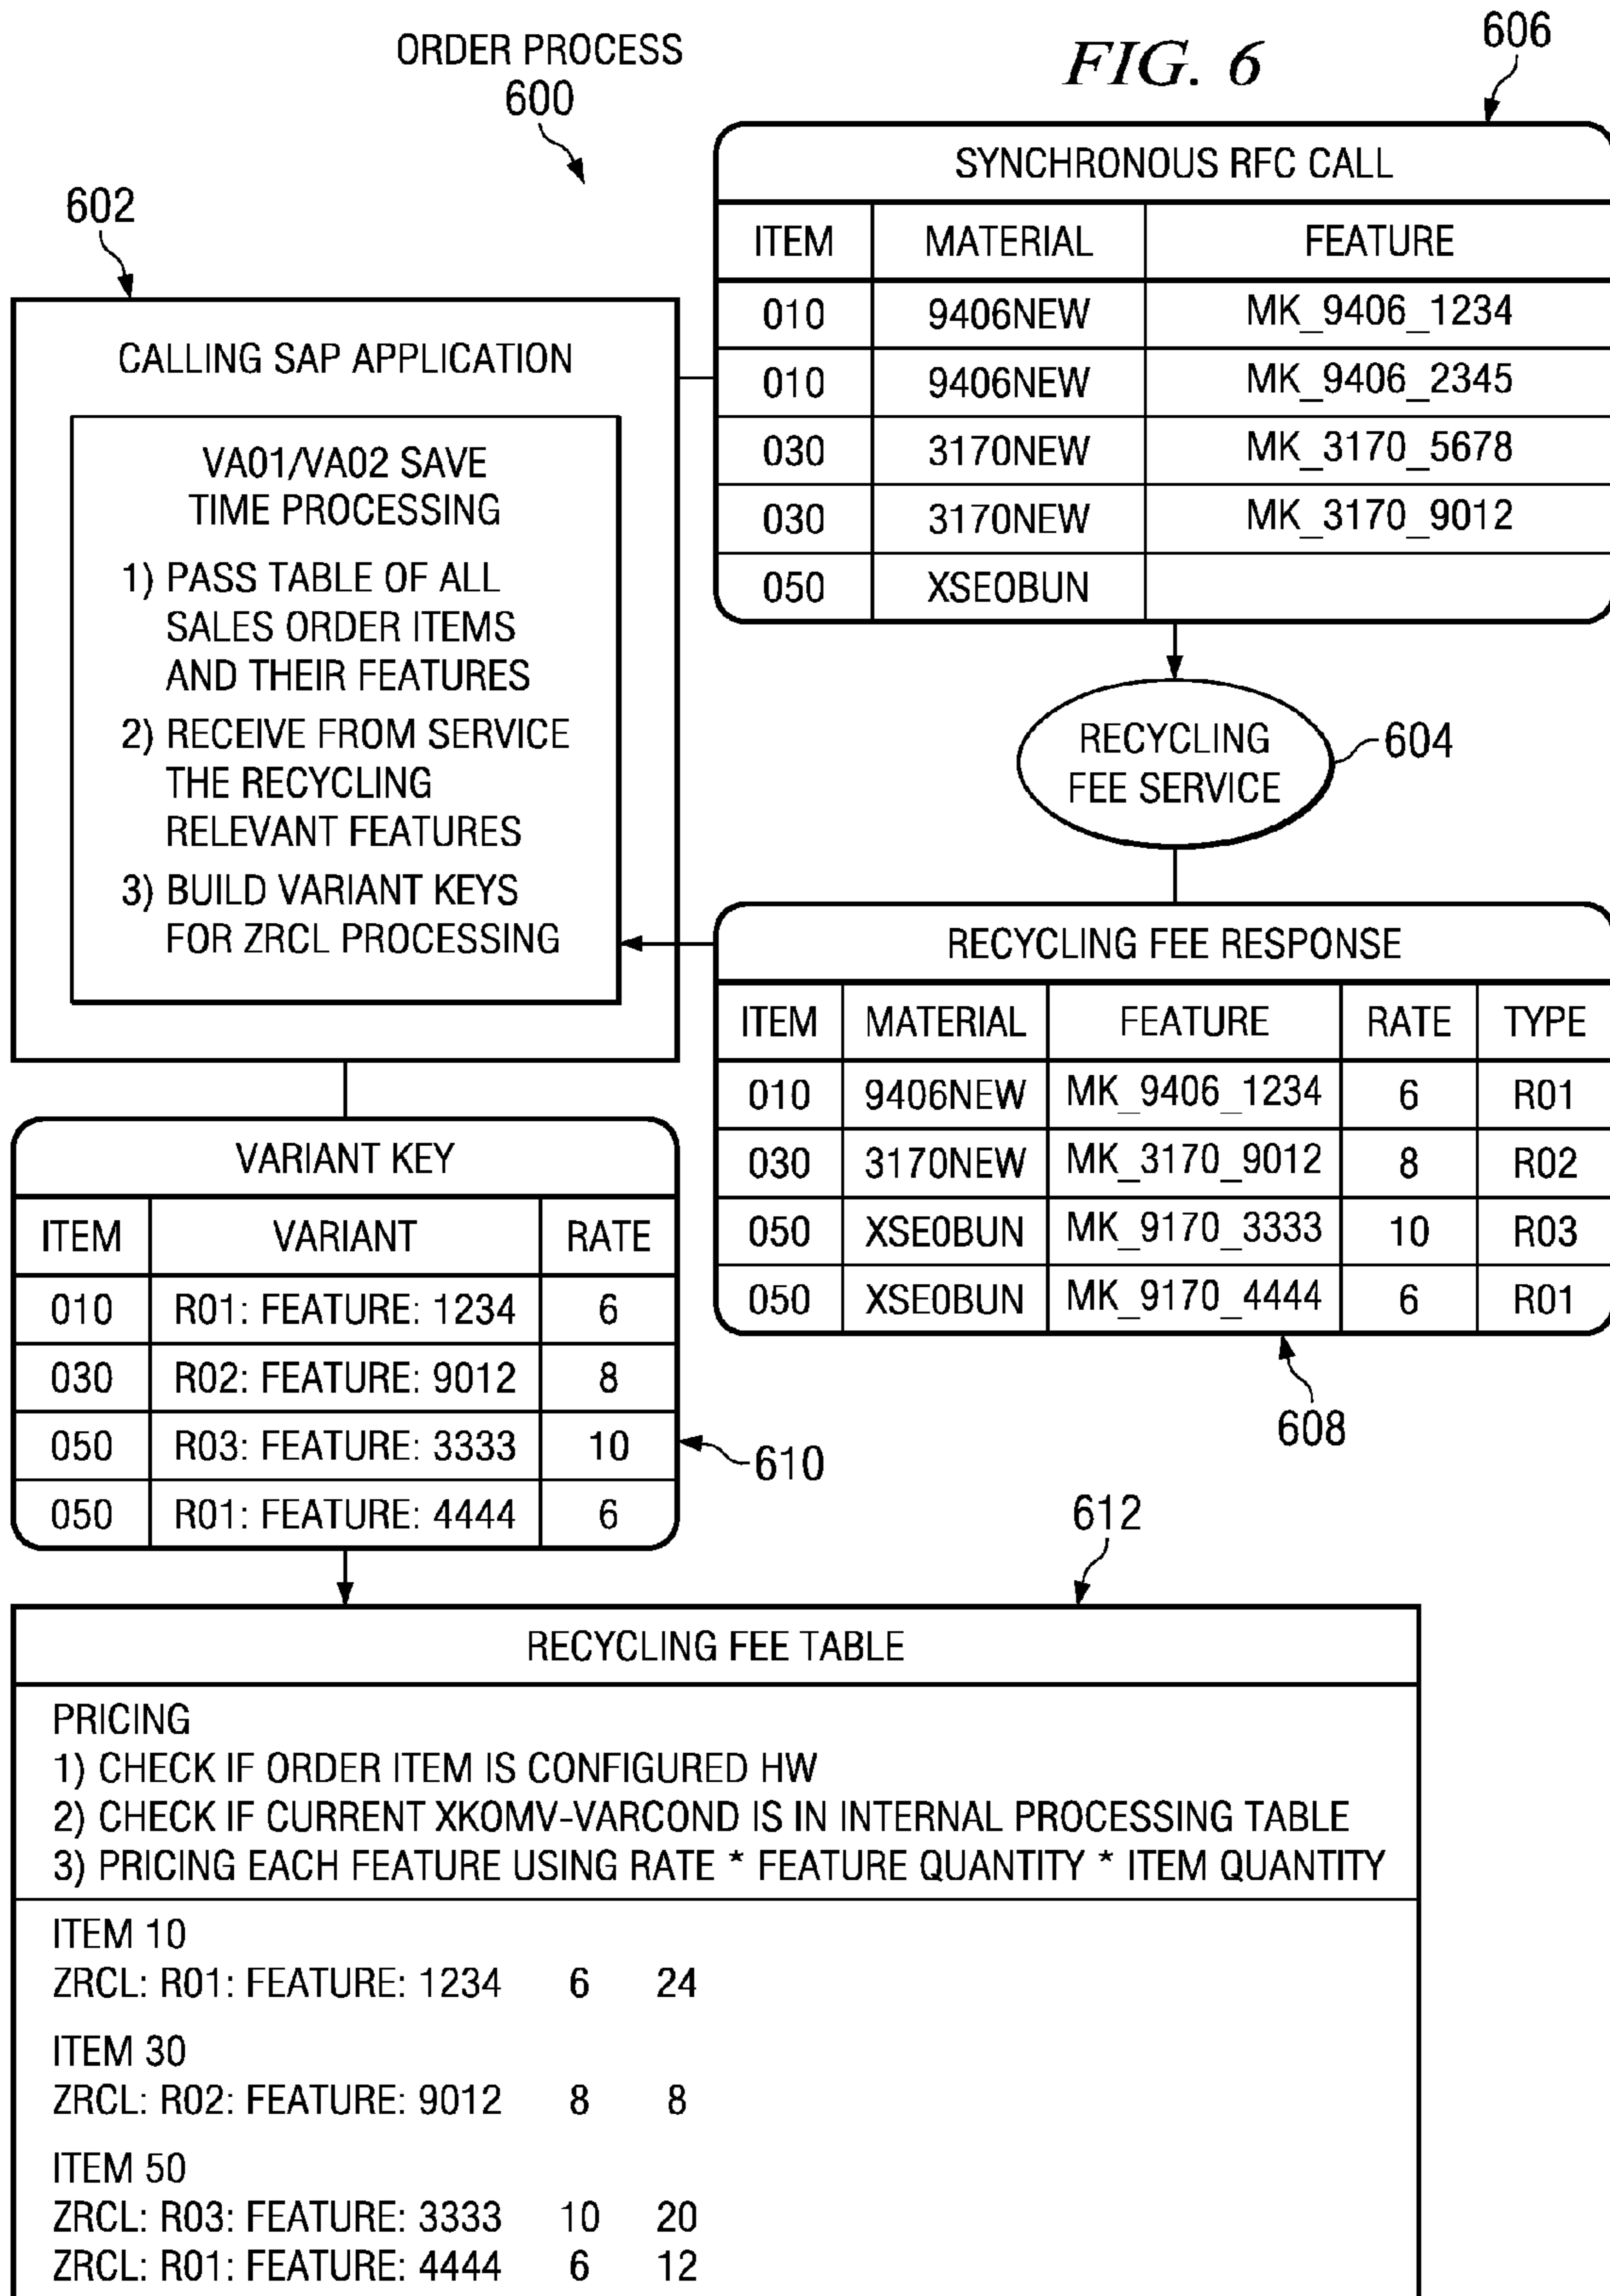 ORDER PROCESS
600
FIG. 6
606
602
SYNCHRONOUS RFC CALL
ITEM MATERIAL FEATURE
010 9406NEW MK_9406_1234
010 9406NEW MK_9406_2345
030 3170NEW MK_3170_5678
030 3170NEW MK_3170_9012
050 XSEOBUN
CALLING SAP APPLICATION
VA01/VA02 SAVE
TIME PROCESSING
1) PASS TABLE OF ALL
SALES ORDER ITEMS
AND THEIR FEATURES
2) RECEIVE FROM SERVICE
THE RECYCLING
RELEVANT FEATURES
3) BUILD VARIANT KEYS
FOR ZRCL PROCESSING
RECYCLING
FEE SERVICE
604
RECYCLING FEE RESPONSE
ITEM MATERIAL FEATURE RATE TYPE
010 9406NEW MK_9406_1234 6 R01
030 3170NEW MK_3170_9012 8 R02
050 XSEOBUN MK_9170_3333 10 R03
050 XSEOBUN MK_9170_4444 6 R01
608
VARIANT KEY
ITEM VARIANT RATE
010 R01: FEATURE: 1234 6
030 R02: FEATURE: 9012 8
050 R03: FEATURE: 3333 10
050 R01: FEATURE: 4444 6
610
612
RECYCLING FEE TABLE
PRICING
1) CHECK IF ORDER ITEM IS CONFIGURED HW
2) CHECK IF CURRENT XKOMV-VARCOND IS IN INTERNAL PROCESSING TABLE
3) PRICING EACH FEATURE USING RATE * FEATURE QUANTITY * ITEM QUANTITY
ITEM 10
ZRCL: R01: FEATURE: 1234 6 24
ITEM 30
ZRCL: R02: FEATURE: 9012 8 8
ITEM 50
ZRCL: R03: FEATURE: 3333 10 20
ZRCL: R01: FEATURE: 4444 6 12